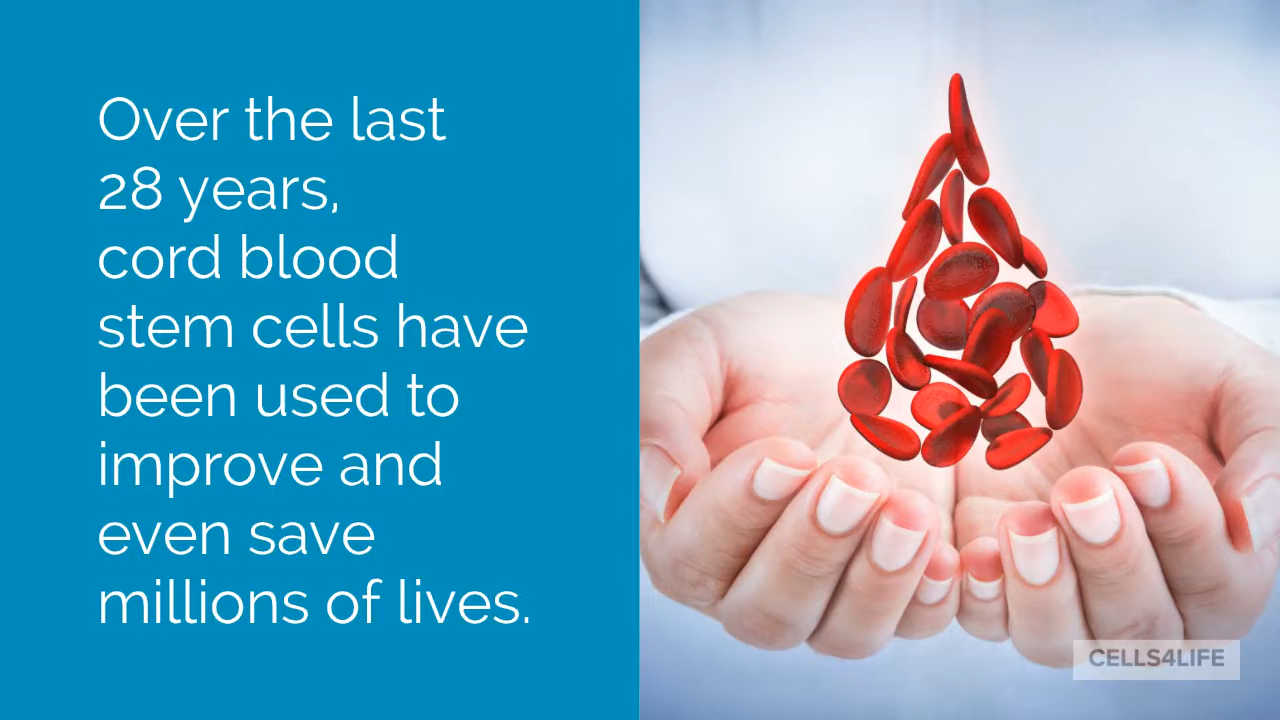 Over the last
28 years,
cord blood
stem cells have
been used to
improve and
even save
millions of lives.
CELLS4LIFE